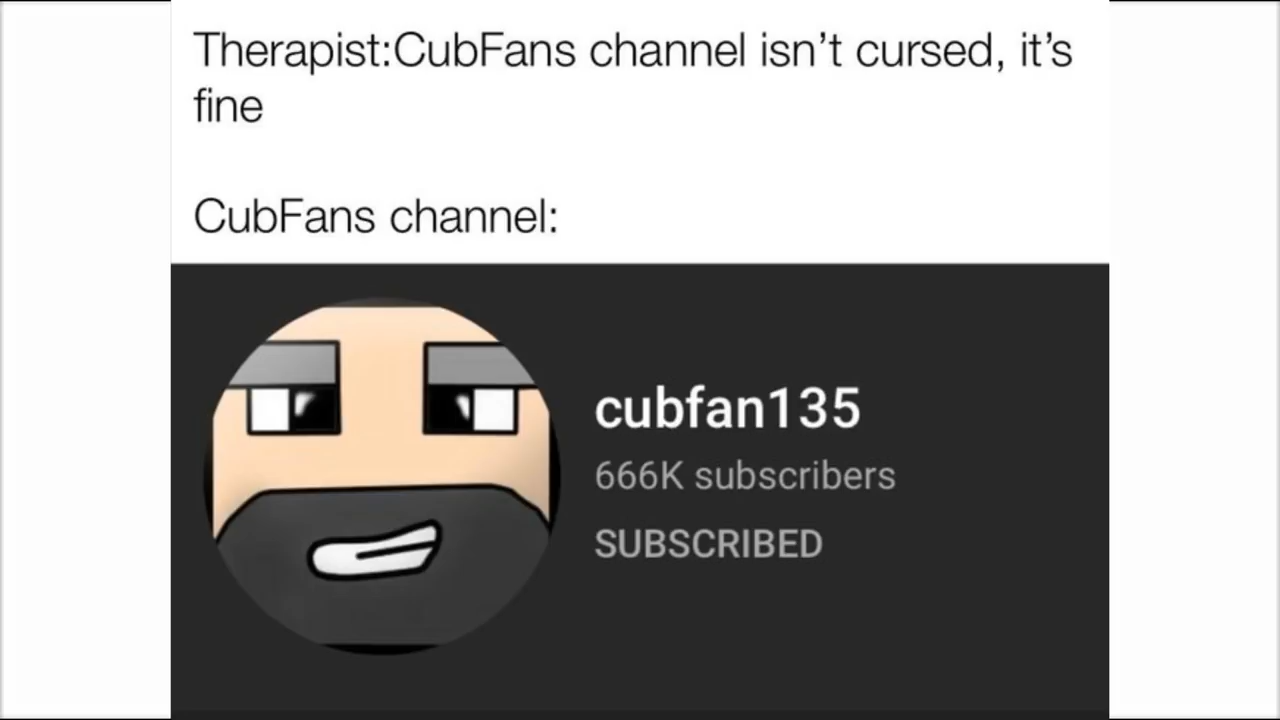 Therapist:CubFans channel isn’t cursed, it’s
fine
CubFans channel:
cubfan135
666K subscribers
SUBSCRIBED